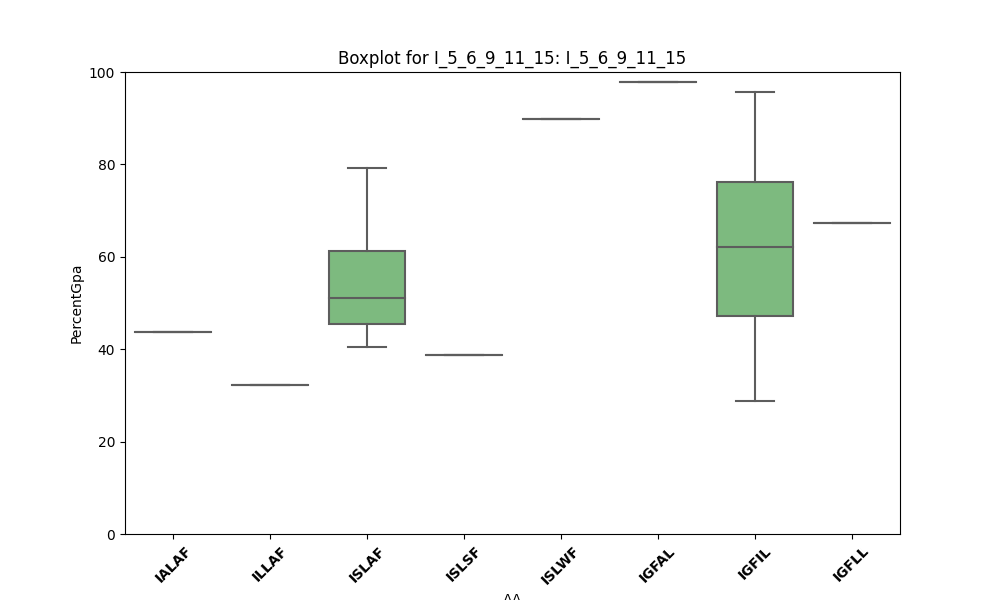 Boxplot for I_5_6_9_11_15: I_5_6_9_11_15
100
80
60
40
20
0
PercentGpa
IALAF
ILLAF
ISLAF
ISLSF
ISLWF
IGFAL
IGFIL
IGFLL
AA